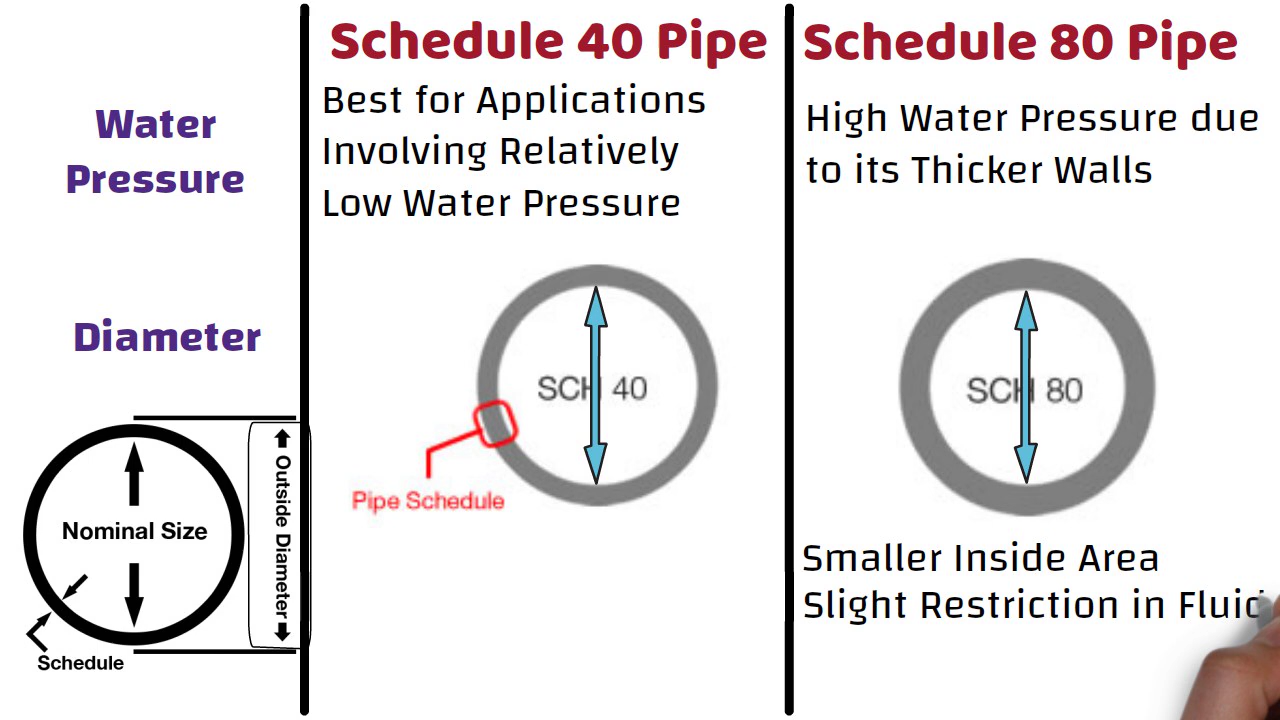 Water
Pressure
Diameter
Nominal Size
Outside Diameter
Schedule
Schedule 40 Pipe
Best for Applications
Involving Relatively
Low Water Pressure
SCH 40
Pipe Schedule
Schedule 80 Pipe
High Water Pressure due
to its Thicker Walls
SCH 80
Smaller Inside Area
Slight Restriction in Fluid